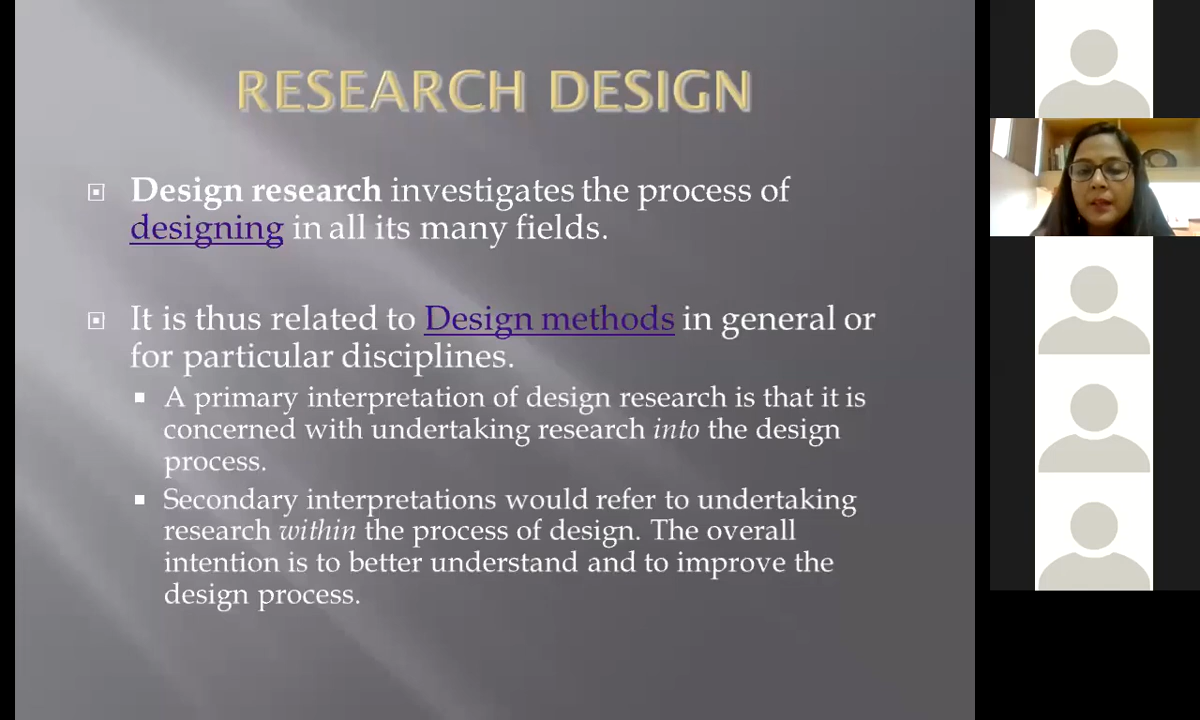 RESEARCH DESIGN
Design research investigates the process of
designing in all its many fields.
It is thus related to Design methods in general or
for particular disciplines.
A primary interpretation of design research is that it is
concerned with undertaking research into the design
process.
Secondary interpretations would refer to undertaking
research within the process of design. The overall
intention is to better understand and to improve the
design process.